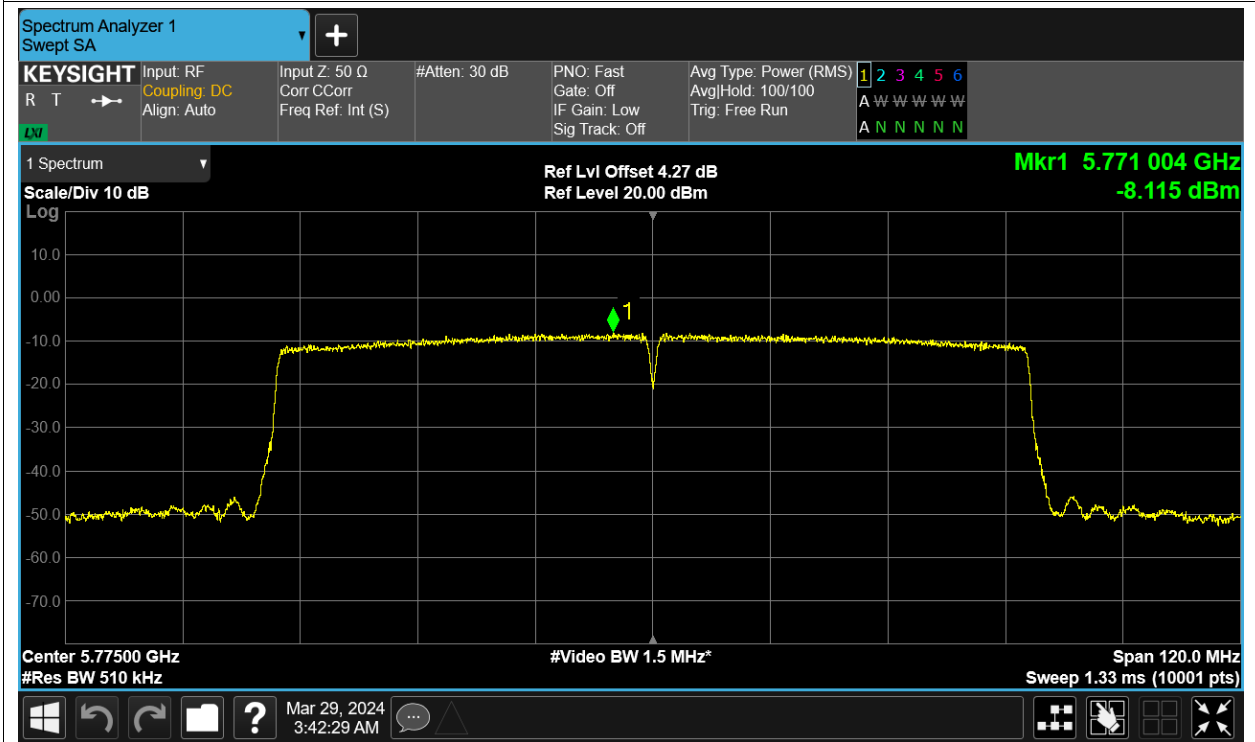 Spectrum Analyzer 1
Swept SA
+
KEYSIGHT
R T
LXI
Input: RF
Coupling: DC
Align: Auto
Input Z: 50 Ω
Corr CCorr
Freq Ref: Int (S)
#Atten: 30 dB
PNO: Fast
Gate: Off
IF Gain: Low
Sig Track: Off
Avg Type: Power (RMS)
Avg|Hold: 100/100
Trig: Free Run
1 2 3 4 5 6
A W W W W W
A N N N N N
1 Spectrum
Scale/Div 10 dB
Log
Ref Lvl Offset 4.27 dB
Ref Level 20.00 dBm
Mkr1 5.771 004 GHz
-8.115 dBm
10.0
0.00
-10.0
-20.0
-30.0
-40.0
-50.0
-60.0
-70.0
1
Center 5.77500 GHz
#Res BW 510 kHz
#Video BW 1.5 MHz*
Span 120.0 MHz
Sweep 1.33 ms (10001 pts)
?
Mar 29, 2024
3:42:29 AM